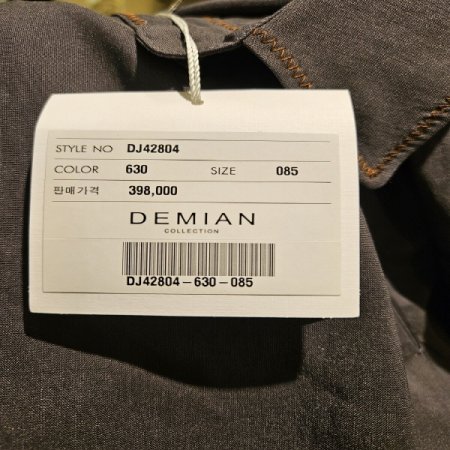 STYLE NO DJ42804
COLOR 630 SIZE 085
판매가격 398,000
DEMIAN
COLLECTION
DJ42804-630-085